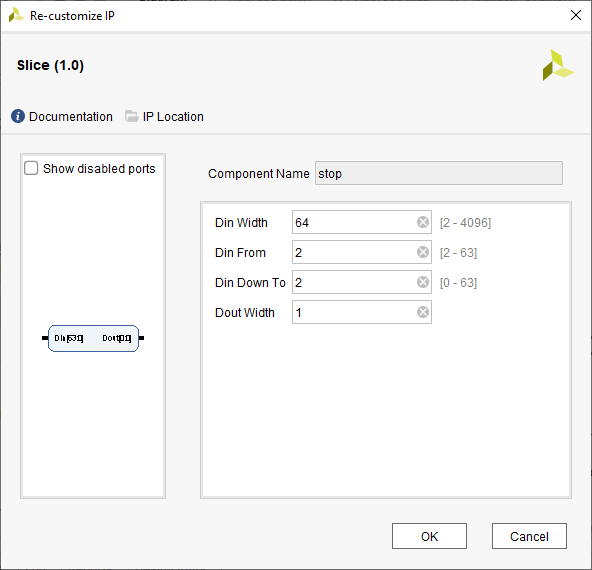 Re-customize IP
Slice (1.0)
Documentation IP Location
Show disabled ports
Component Name stop
Din Width 64 [2 - 4096]
Din From 2 [2 - 63]
Din Down To 2 [0 - 63]
Dout Width 1
Din[63:0] Dout[0:0]
OK Cancel